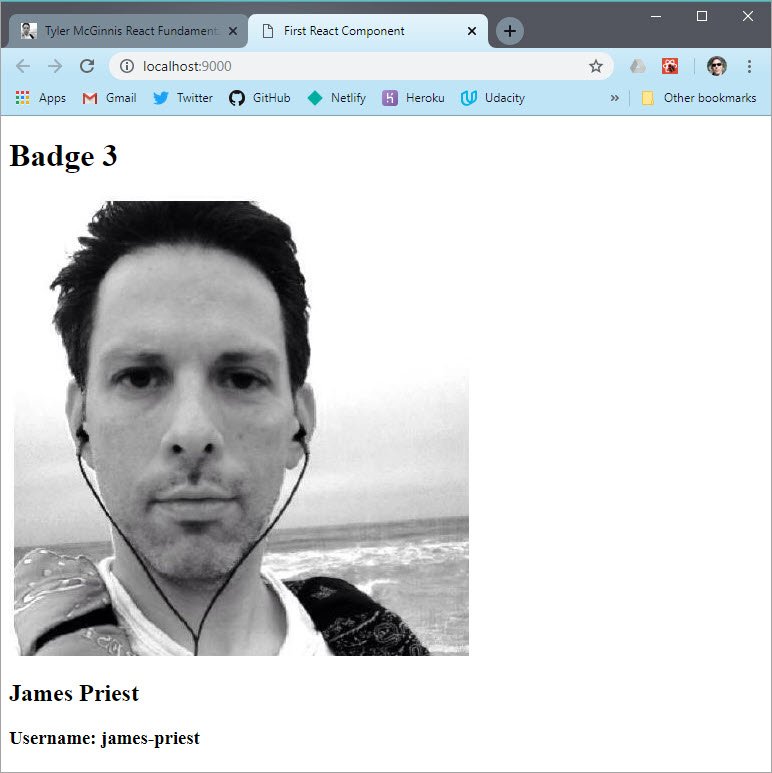 Tyler McGinnis React Fundament
First React Component
localhost:9000
Apps Gmail Twitter GitHub Netlify Heroku Udacity » Other bookmarks
Badge 3
James Priest
Username: james-priest